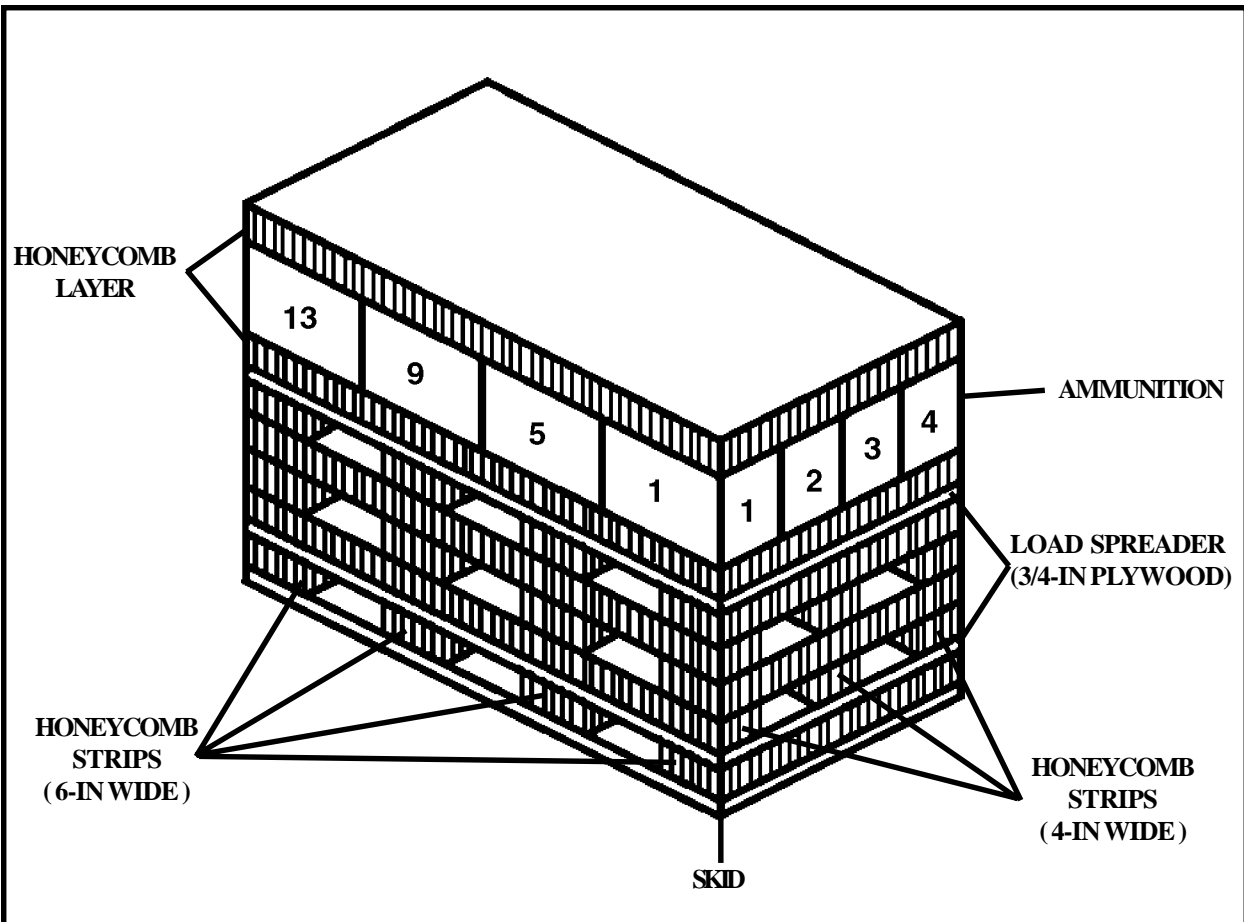 HONEYCOMB
LAYER
13
9
5
1
1
2
3
4
AMMUNITION
LOAD SPREADER
(3/4-IN PLYWOOD)
HONEYCOMB
STRIPS
( 6-IN WIDE )
HONEYCOMB
STRIPS
( 4-IN WIDE )
SKID